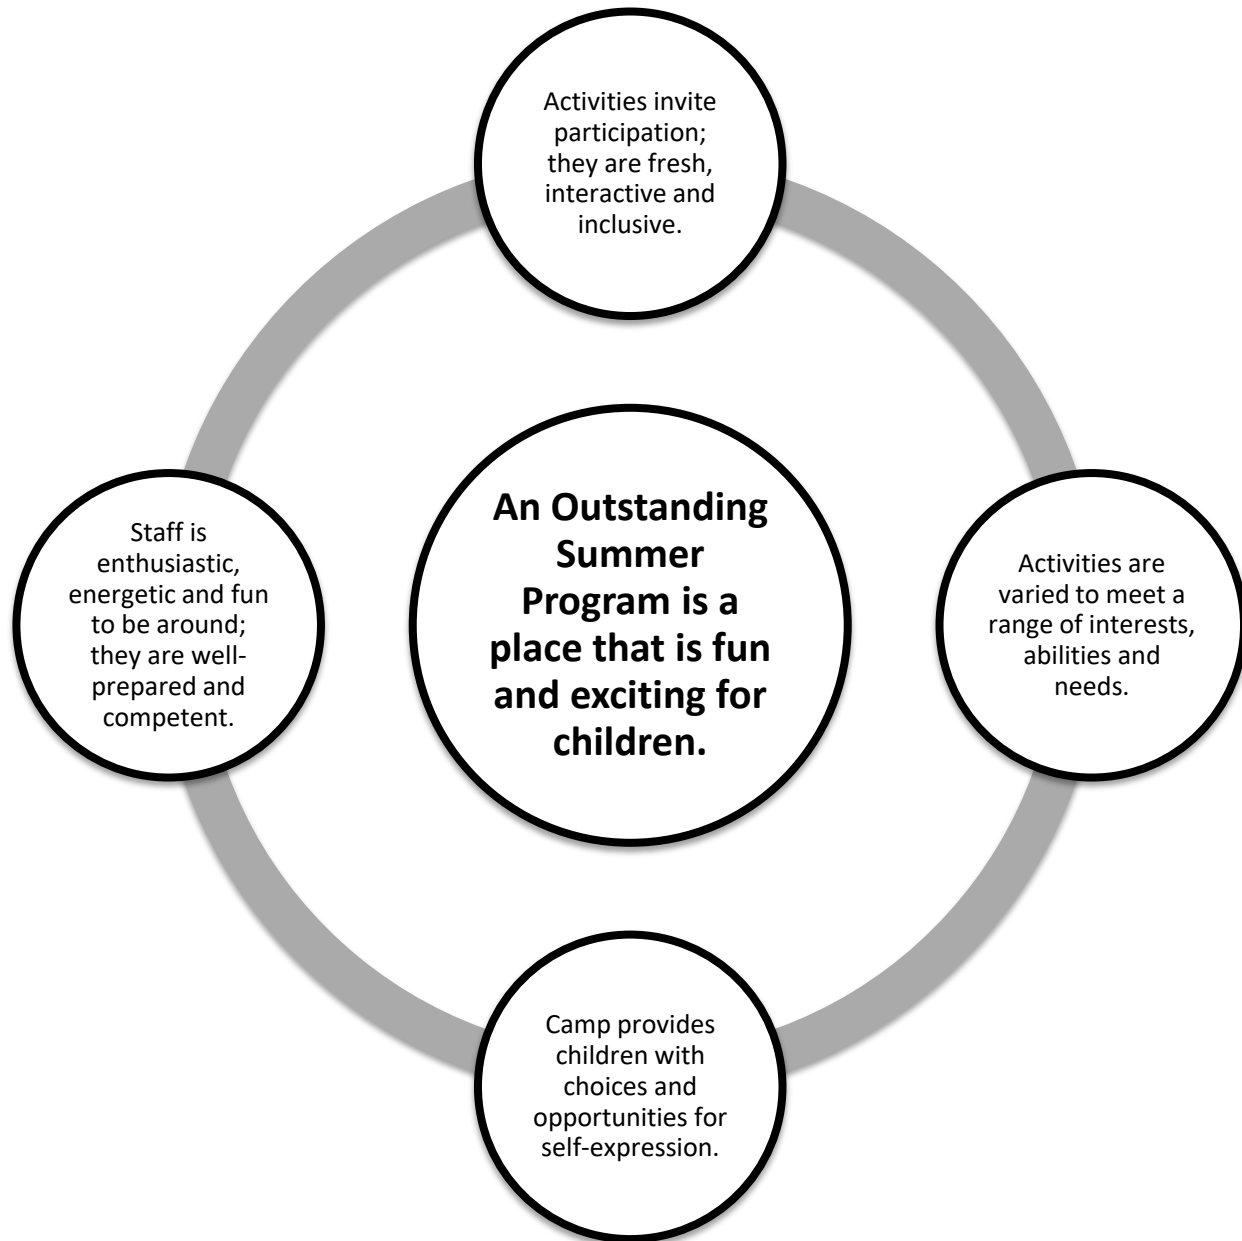 Activities invite
participation;
they are fresh,
interactive and
inclusive.
Staff is
enthusiastic,
energetic and fun
to be around;
they are well-
prepared and
competent.
An Outstanding
Summer
Program is a
place that is fun
and exciting for
children.
Activities are
varied to meet a
range of interests,
abilities and
needs.
Camp provides
children with
choices and
opportunities for
self-expression.